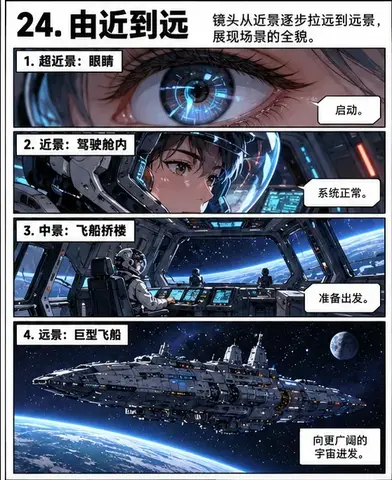 24. 由近到远
镜头从近景逐步拉远到远景，
展现场景的全貌。
1. 超近景：眼睛
启动。
2. 近景：驾驶舱内
系统正常。
3. 中景：飞船挢楼
准备出发。
4. 远景：巨型飞船
向更广阔的
宇宙进发。